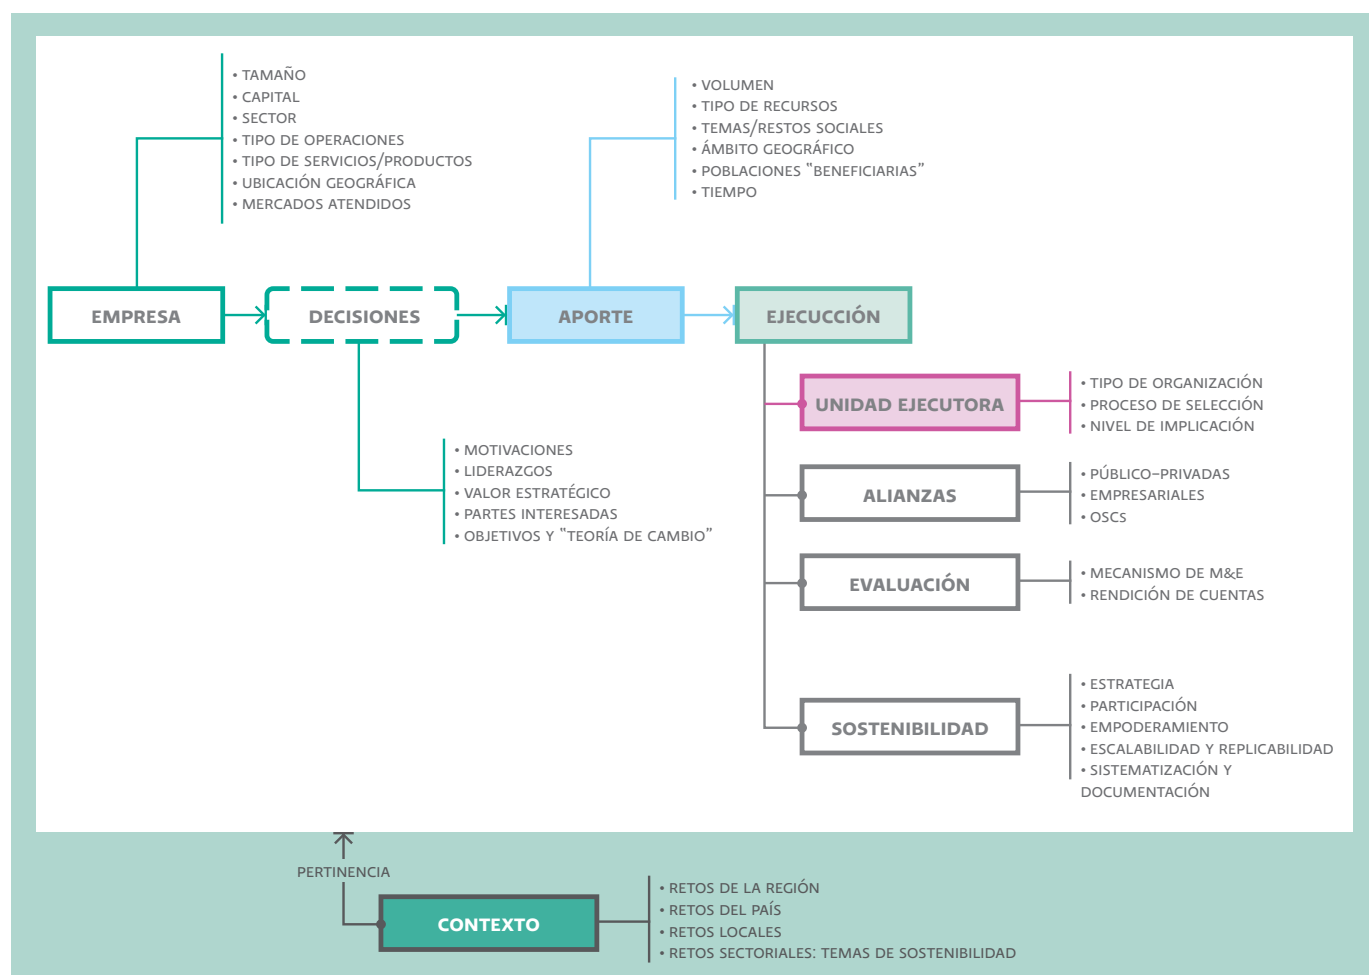 • TAMAÑO
• CAPITAL
• SECTOR
• TIPO DE OPERACIONES
• TIPO DE SERVICIOS/PRODUCTOS
• UBICACIÓN GEOGRÁFICA
• MERCADOS ATENDIDOS
• VOLUMEN
• TIPO DE RECURSOS
• TEMAS/RESTOS SOCIALES
• ÁMBITO GEOGRÁFICO
• POBLACIONES “BENEFICIARIAS”
• TIEMPO
EMPRESA
DECISIONES
APORTE
EJECUCCIÓN
• MOTIVACIONES
• LIDERAZGOS
• VALOR ESTRATÉGICO
• PARTES INTERESADAS
• OBJETIVOS Y “TEORÍA DE CAMBIO”
UNIDAD EJECUTORA
• TIPO DE ORGANIZACIÓN
• PROCESO DE SELECCIÓN
• NIVEL DE IMPLICACIÓN
ALIANZAS
• PÚBLICO–PRIVADAS
• EMPRESARIALES
• OSCs
EVALUACIÓN
• MECANISMO DE M&E
• RENDICIÓN DE CUENTAS
SOSTENIBILIDAD
• ESTRATEGIA
• PARTICIPACIÓN
• EMPODERAMIENTO
• ESCALABILIDAD Y REPLICABILIDAD
• SISTEMATIZACIÓN Y
DOCUMENTACIÓN
PERTINENCIA
CONTEXTO
• RETOS DE LA REGIÓN
• RETOS DEL PAÍS
• RETOS LOCALES
• RETOS SECTORIALES: TEMAS DE SOSTENIBILIDAD